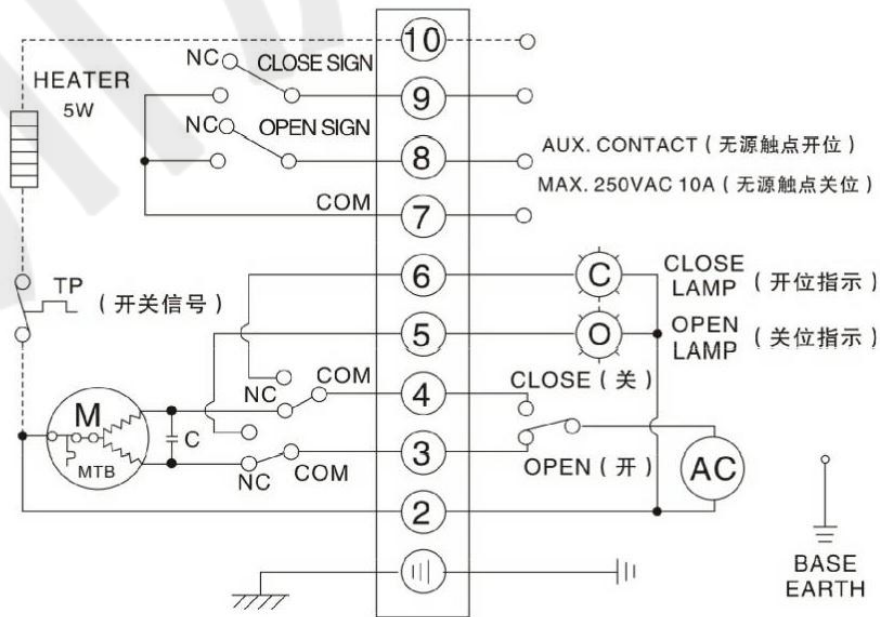 10
NC CLOSE SIGN
HEATER
5W
9
NC OPEN SIGN
8
AUX. CONTACT ( 无源触点开位 )
MAX. 250VAC 10A ( 无源触点关位 )
COM
7
6
C
CLOSE
LAMP ( 开位指示 )
TP
( 开关信号 )
5
O
OPEN
LAMP ( 关位指示 )
COM
4
CLOSE ( 关 )
NC
M
C
MTB
3
NC
COM
OPEN ( 开 )
AC
2
BASE
EARTH